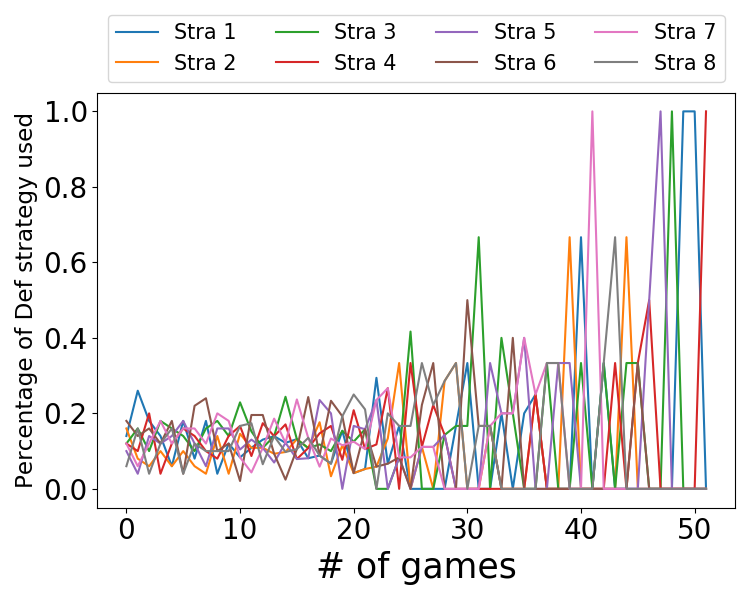 Stra 1 Stra 3 Stra 5 Stra 7
Stra 2 Stra 4 Stra 6 Stra 8
Percentage of Def strategy used
1.0
0.8
0.6
0.4
0.2
0.0
0 10 20 30 40 50
# of games